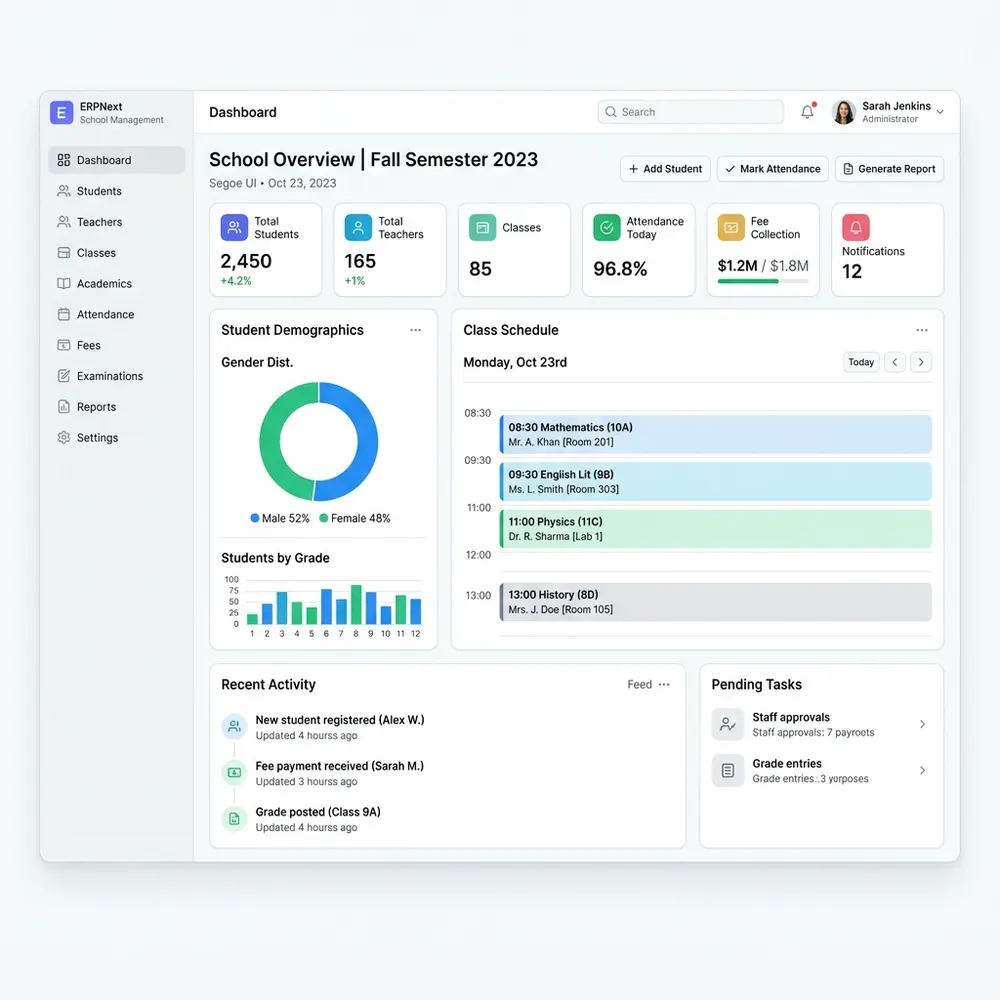 ERPNext
School Management
Dashboard
Students
Teachers
Classes
Academics
Attendance
Fees
Examinations
Reports
Settings
Dashboard
Search
Sarah Jenkins
Administrator
School Overview | Fall Semester 2023
Segoe UI • Oct 23, 2023
+ Add Student
Mark Attendance
Generate Report
Total
Students
2,450
+4.2%
Total
Teachers
165
+1%
Classes
85
Attendance
Today
96.8%
Fee
Collection
$1.2M / $1.8M
Notifications
12
Student Demographics
Gender Dist.
Male 52%
Female 48%
Students by Grade
100
75
50
25
0
1 2 3 4 5 6 7 8 9 10 11 12
Class Schedule
Monday, Oct 23rd
Today
08:30
08:30 Mathematics (10A)
Mr. A. Khan [Room 201]
09:30
09:30 Engiish Lit (9B)
Ms. L. Smith [Room 303]
11:00
11:00 Physics (11C)
Dr. R. Sharma [Lab 1]
12:00
13:00
13:00 History (8D)
Mrs. J. Doe [Room 105]
Recent Activity
Feed
New student registered (Alex W.)
Updated 4 hourss ago
Fee payment received (Sarah M.)
Updated 3 hourss ago
Grade posted (Class 9A)
Updated 4 hourss ago
Pending Tasks
Staff approvals
Staff approvals: 7 payroots
Grade entries
Grade entries.: 3 yorposes